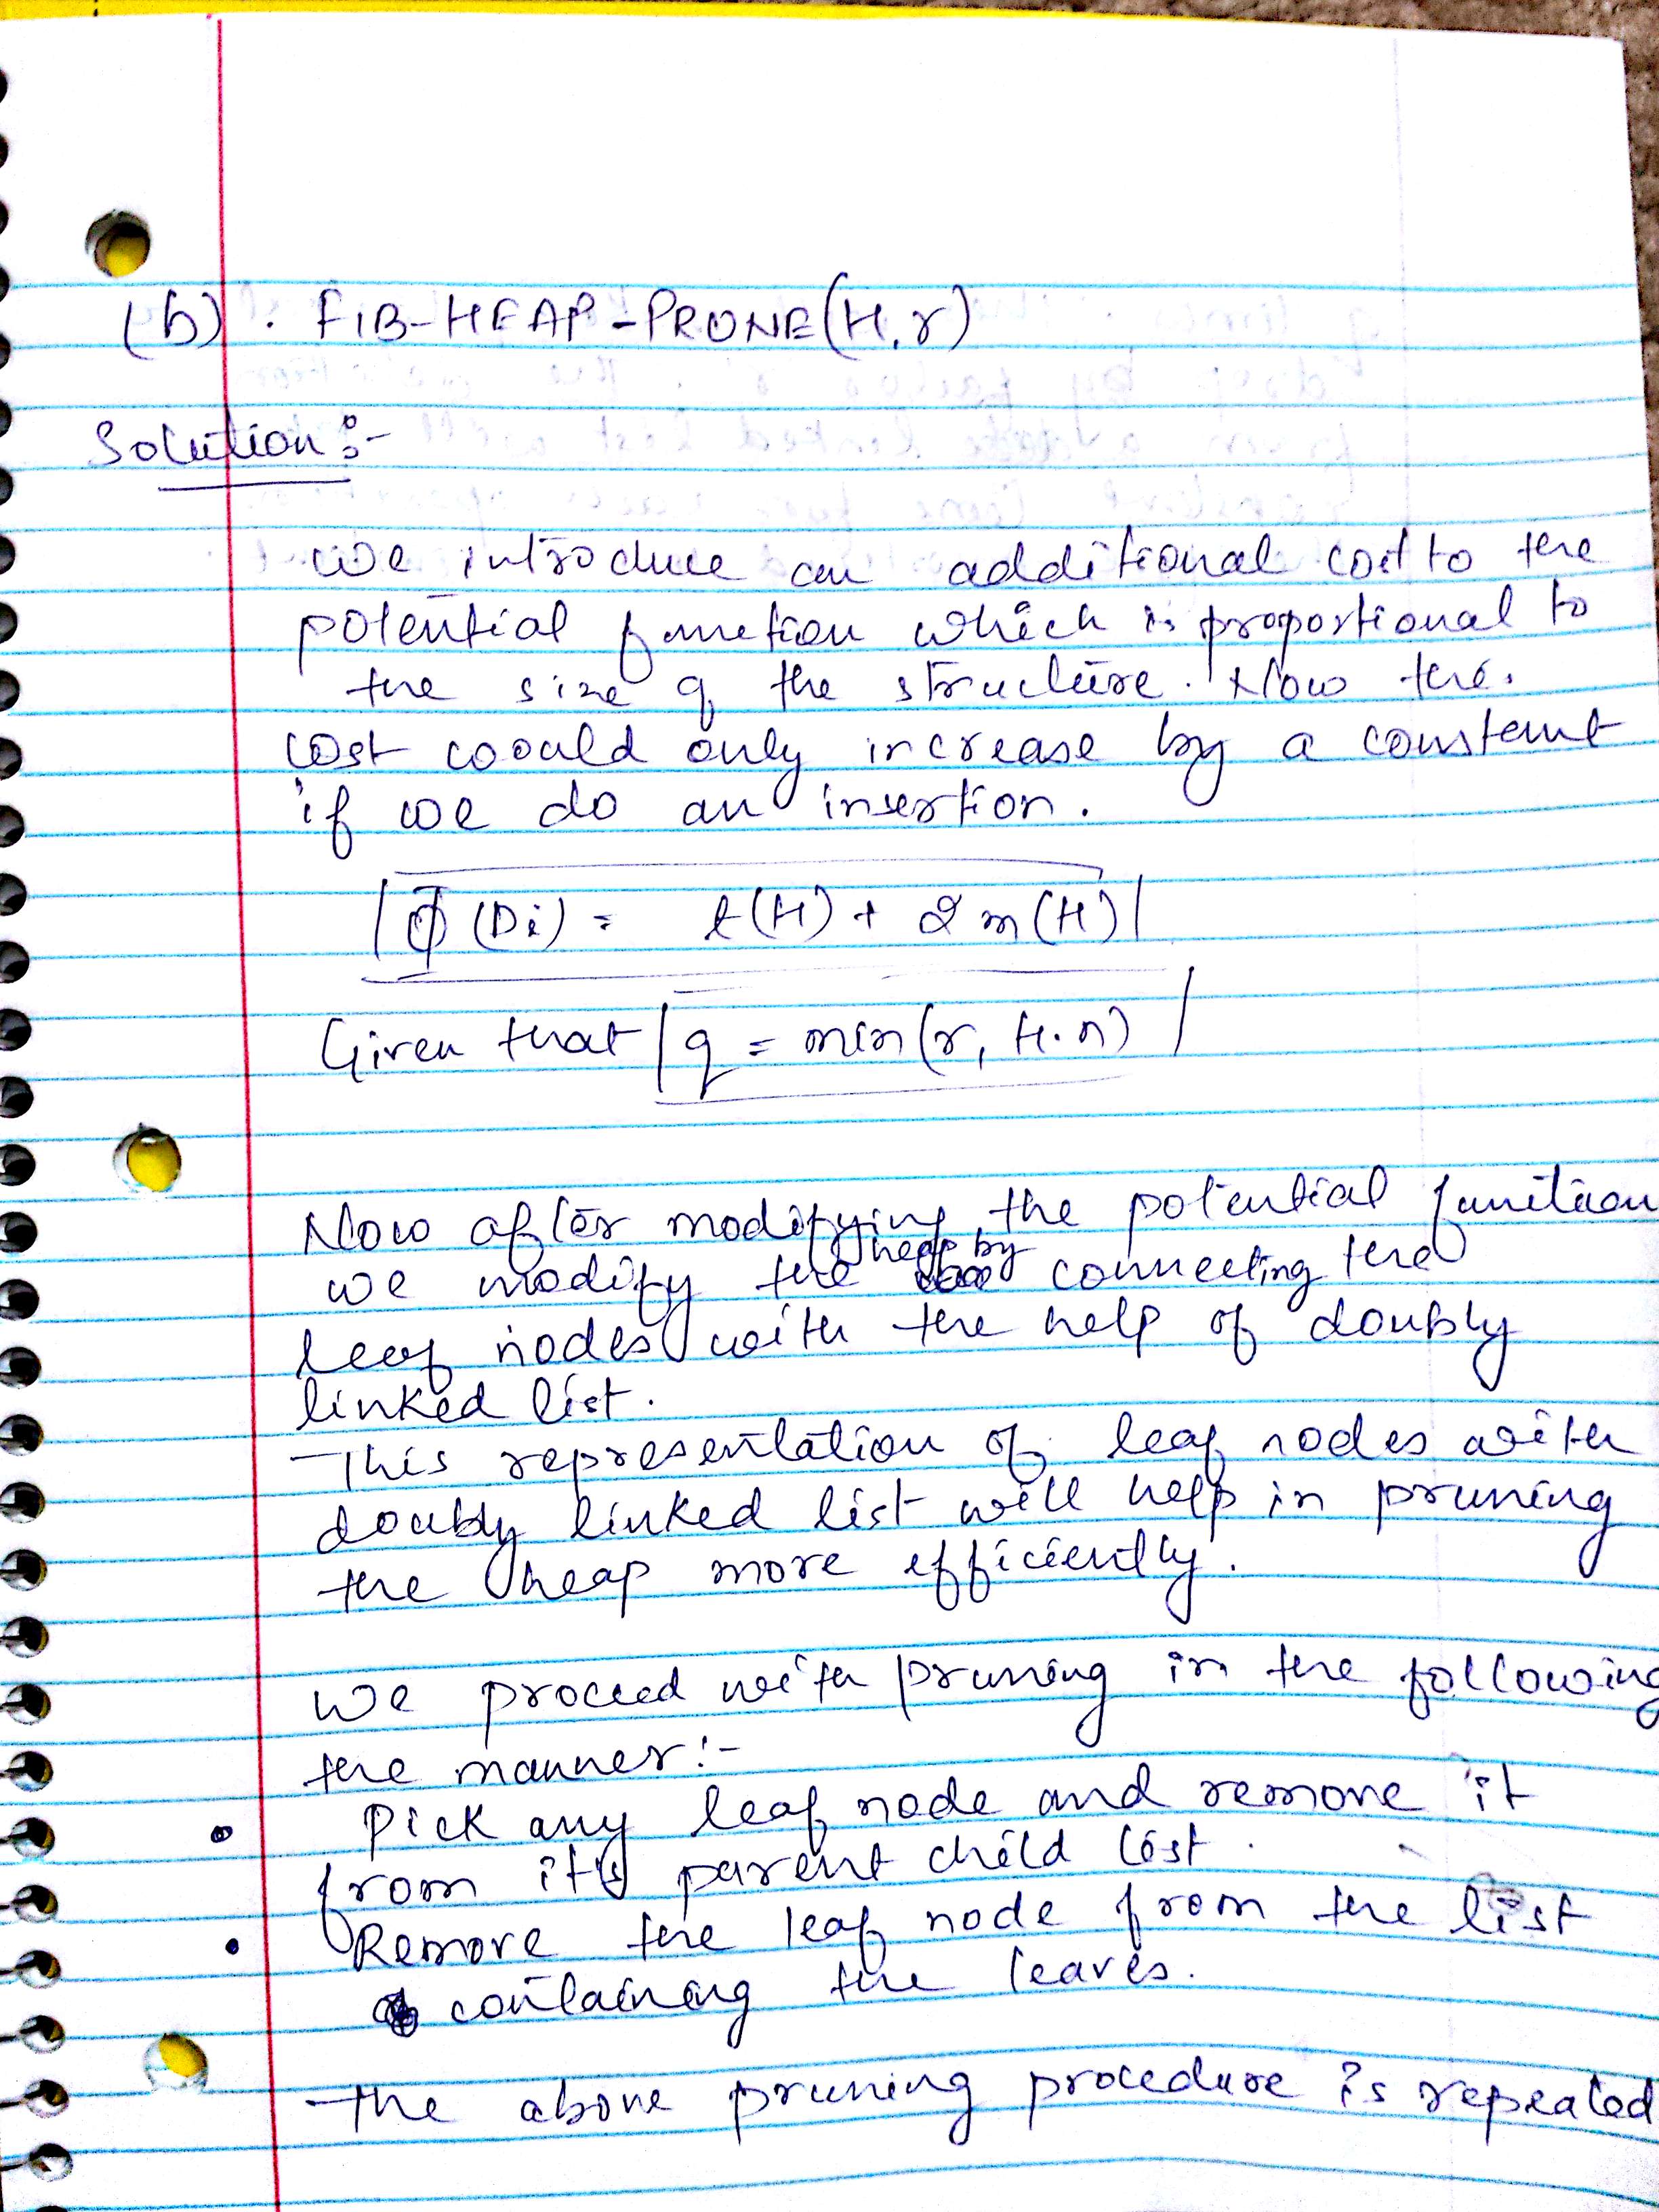 (b). FIB-HEAP-PRONE(H,r)
Solution :-
We introduce an additional cost to the
potential function which is proportional to
the size of the structure. Now the
cost coould only increase by a constant
if we do an insertion.
Φ(Di) = t(H) + 2m(H)
Given that q = min(r, H.n)
Now after modifying the potential function
we modify the heap by connecting the
leaf nodes with the help of doubly
linked list.
This representation of leaf nodes with
doubly linked list will help in pruning
the heap more efficiently.
We proceed with pruning in the following
the manner:-
• Pick any leaf node and remove it
from it's parent child list.
• Remove the leaf node from the list
containing the leaves.
The above pruning procedure is repeated